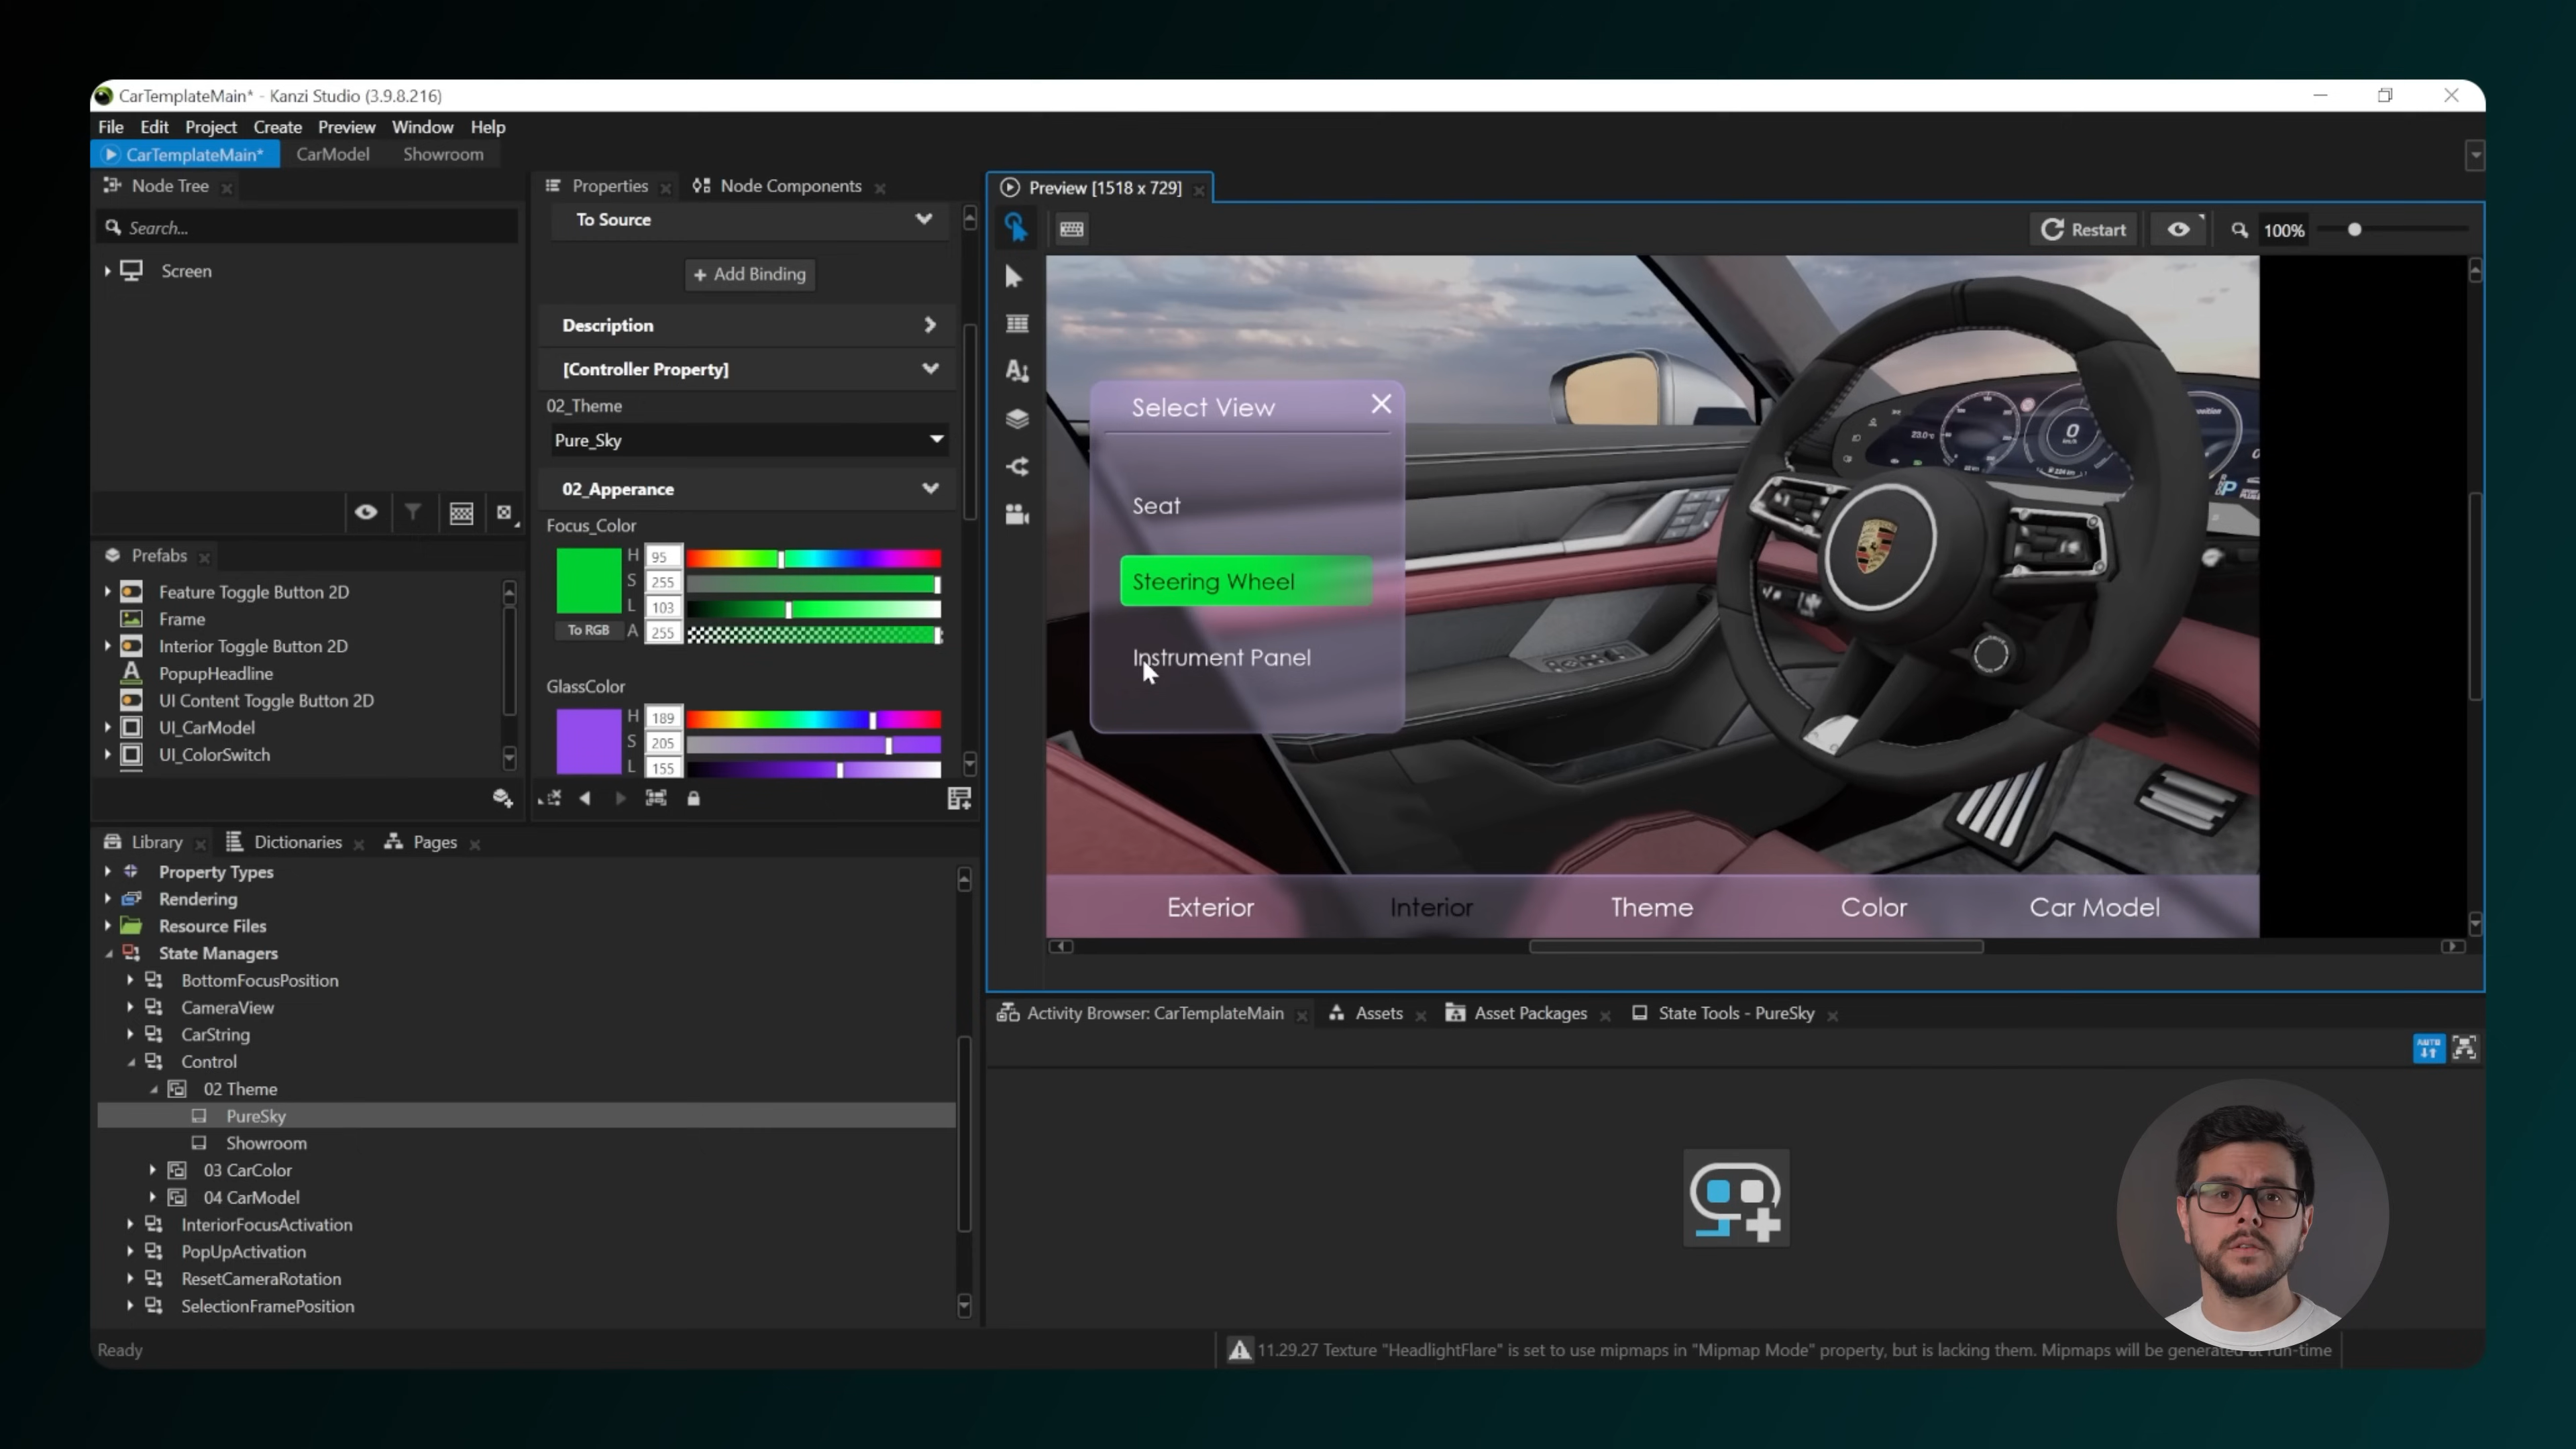 CarTemplateMain* - Kanzi Studio (3.9.8.216)
File Edit Project Create Preview Window Help
CarTemplateMain* CarModel Showroom
Node Tree
Search...
Screen
Prefabs
Feature Toggle Button 2D
Frame
Interior Toggle Button 2D
PopupHeadline
UI Content Toggle Button 2D
UI_CarModel
UI_ColorSwitch
Properties Node Components
To Source
+ Add Binding
Description
[Controller Property]
02_Theme
Pure_Sky
02_Apperance
Focus_Color
H 95
S 255
L 103
To RGB A 255
GlassColor
H 189
S 205
L 155
Library Dictionaries Pages
Property Types
Rendering
Resource Files
State Managers
BottomFocusPosition
CameraView
CarString
Control
02 Theme
PureSky
Showroom
03 CarColor
04 CarModel
InteriorFocusActivation
PopUpActivation
ResetCameraRotation
SelectionFramePosition
Preview [1518 x 729]
Restart 100%
Select View
Seat
Steering Wheel
Instrument Panel
23.0°c
0
km/h
P
Exterior Interior Theme Color Car Model
Activity Browser: CarTemplateMain Assets Asset Packages State Tools - PureSky
AUTO
Ready
11.29.27 Texture "HeadlightFlare" is set to use mipmaps in "Mipmap Mode" property, but is lacking them. Mipmaps will be generated at run-time